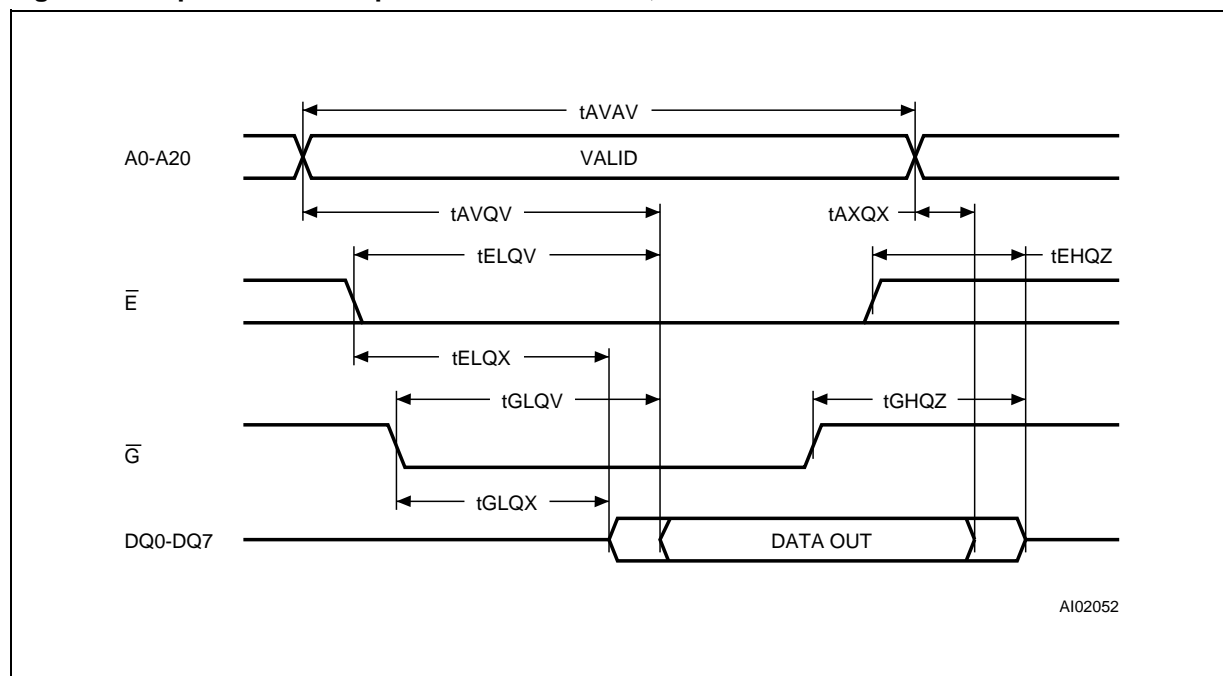 tAVAV
A0-A20
VALID
tAVQV
tAXQX
tELQV
tEHQZ
E̅
tELQX
tGLQV
tGHQZ
G̅
tGLQX
DQ0-DQ7
DATA OUT
AI02052